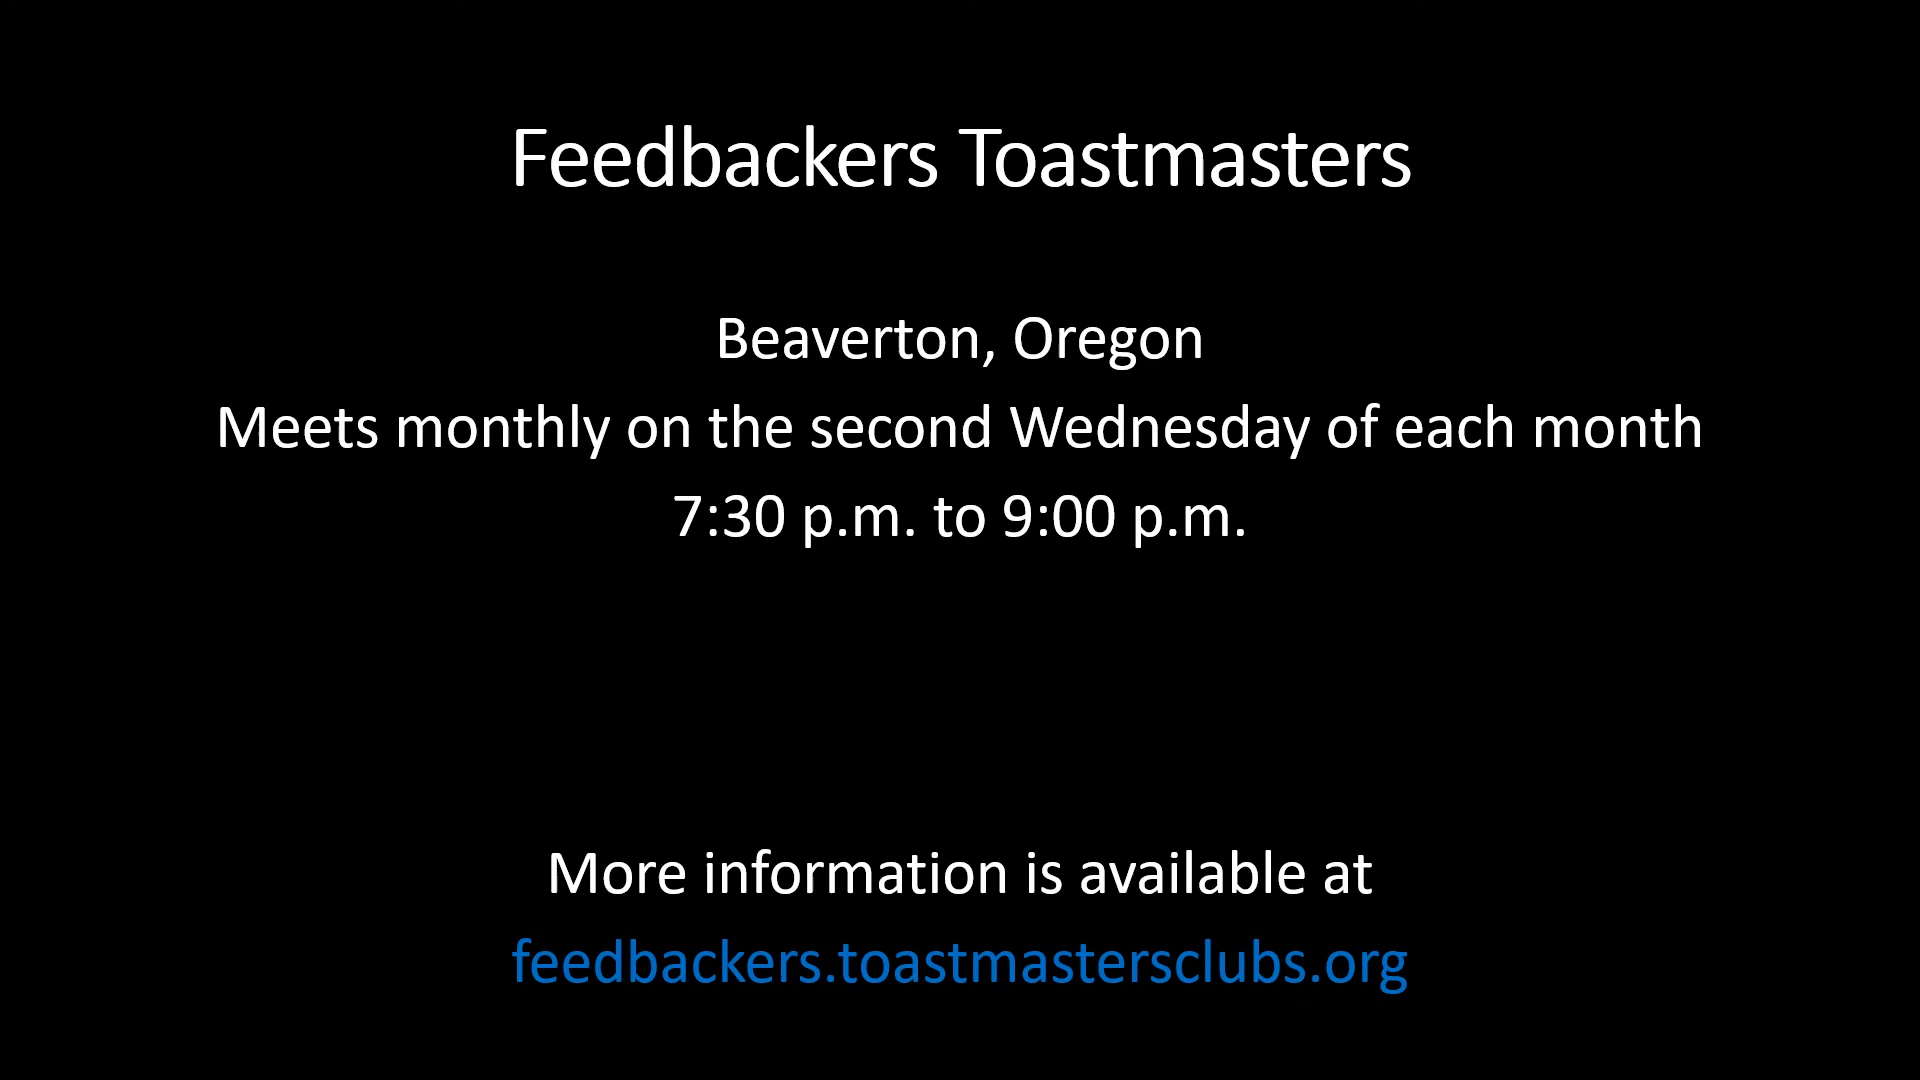 Feedbackers Toastmasters
Beaverton, Oregon
Meets monthly on the second Wednesday of each month
7:30 p.m. to 9:00 p.m.
More information is available at
feedbackers.toastmastersclubs.org